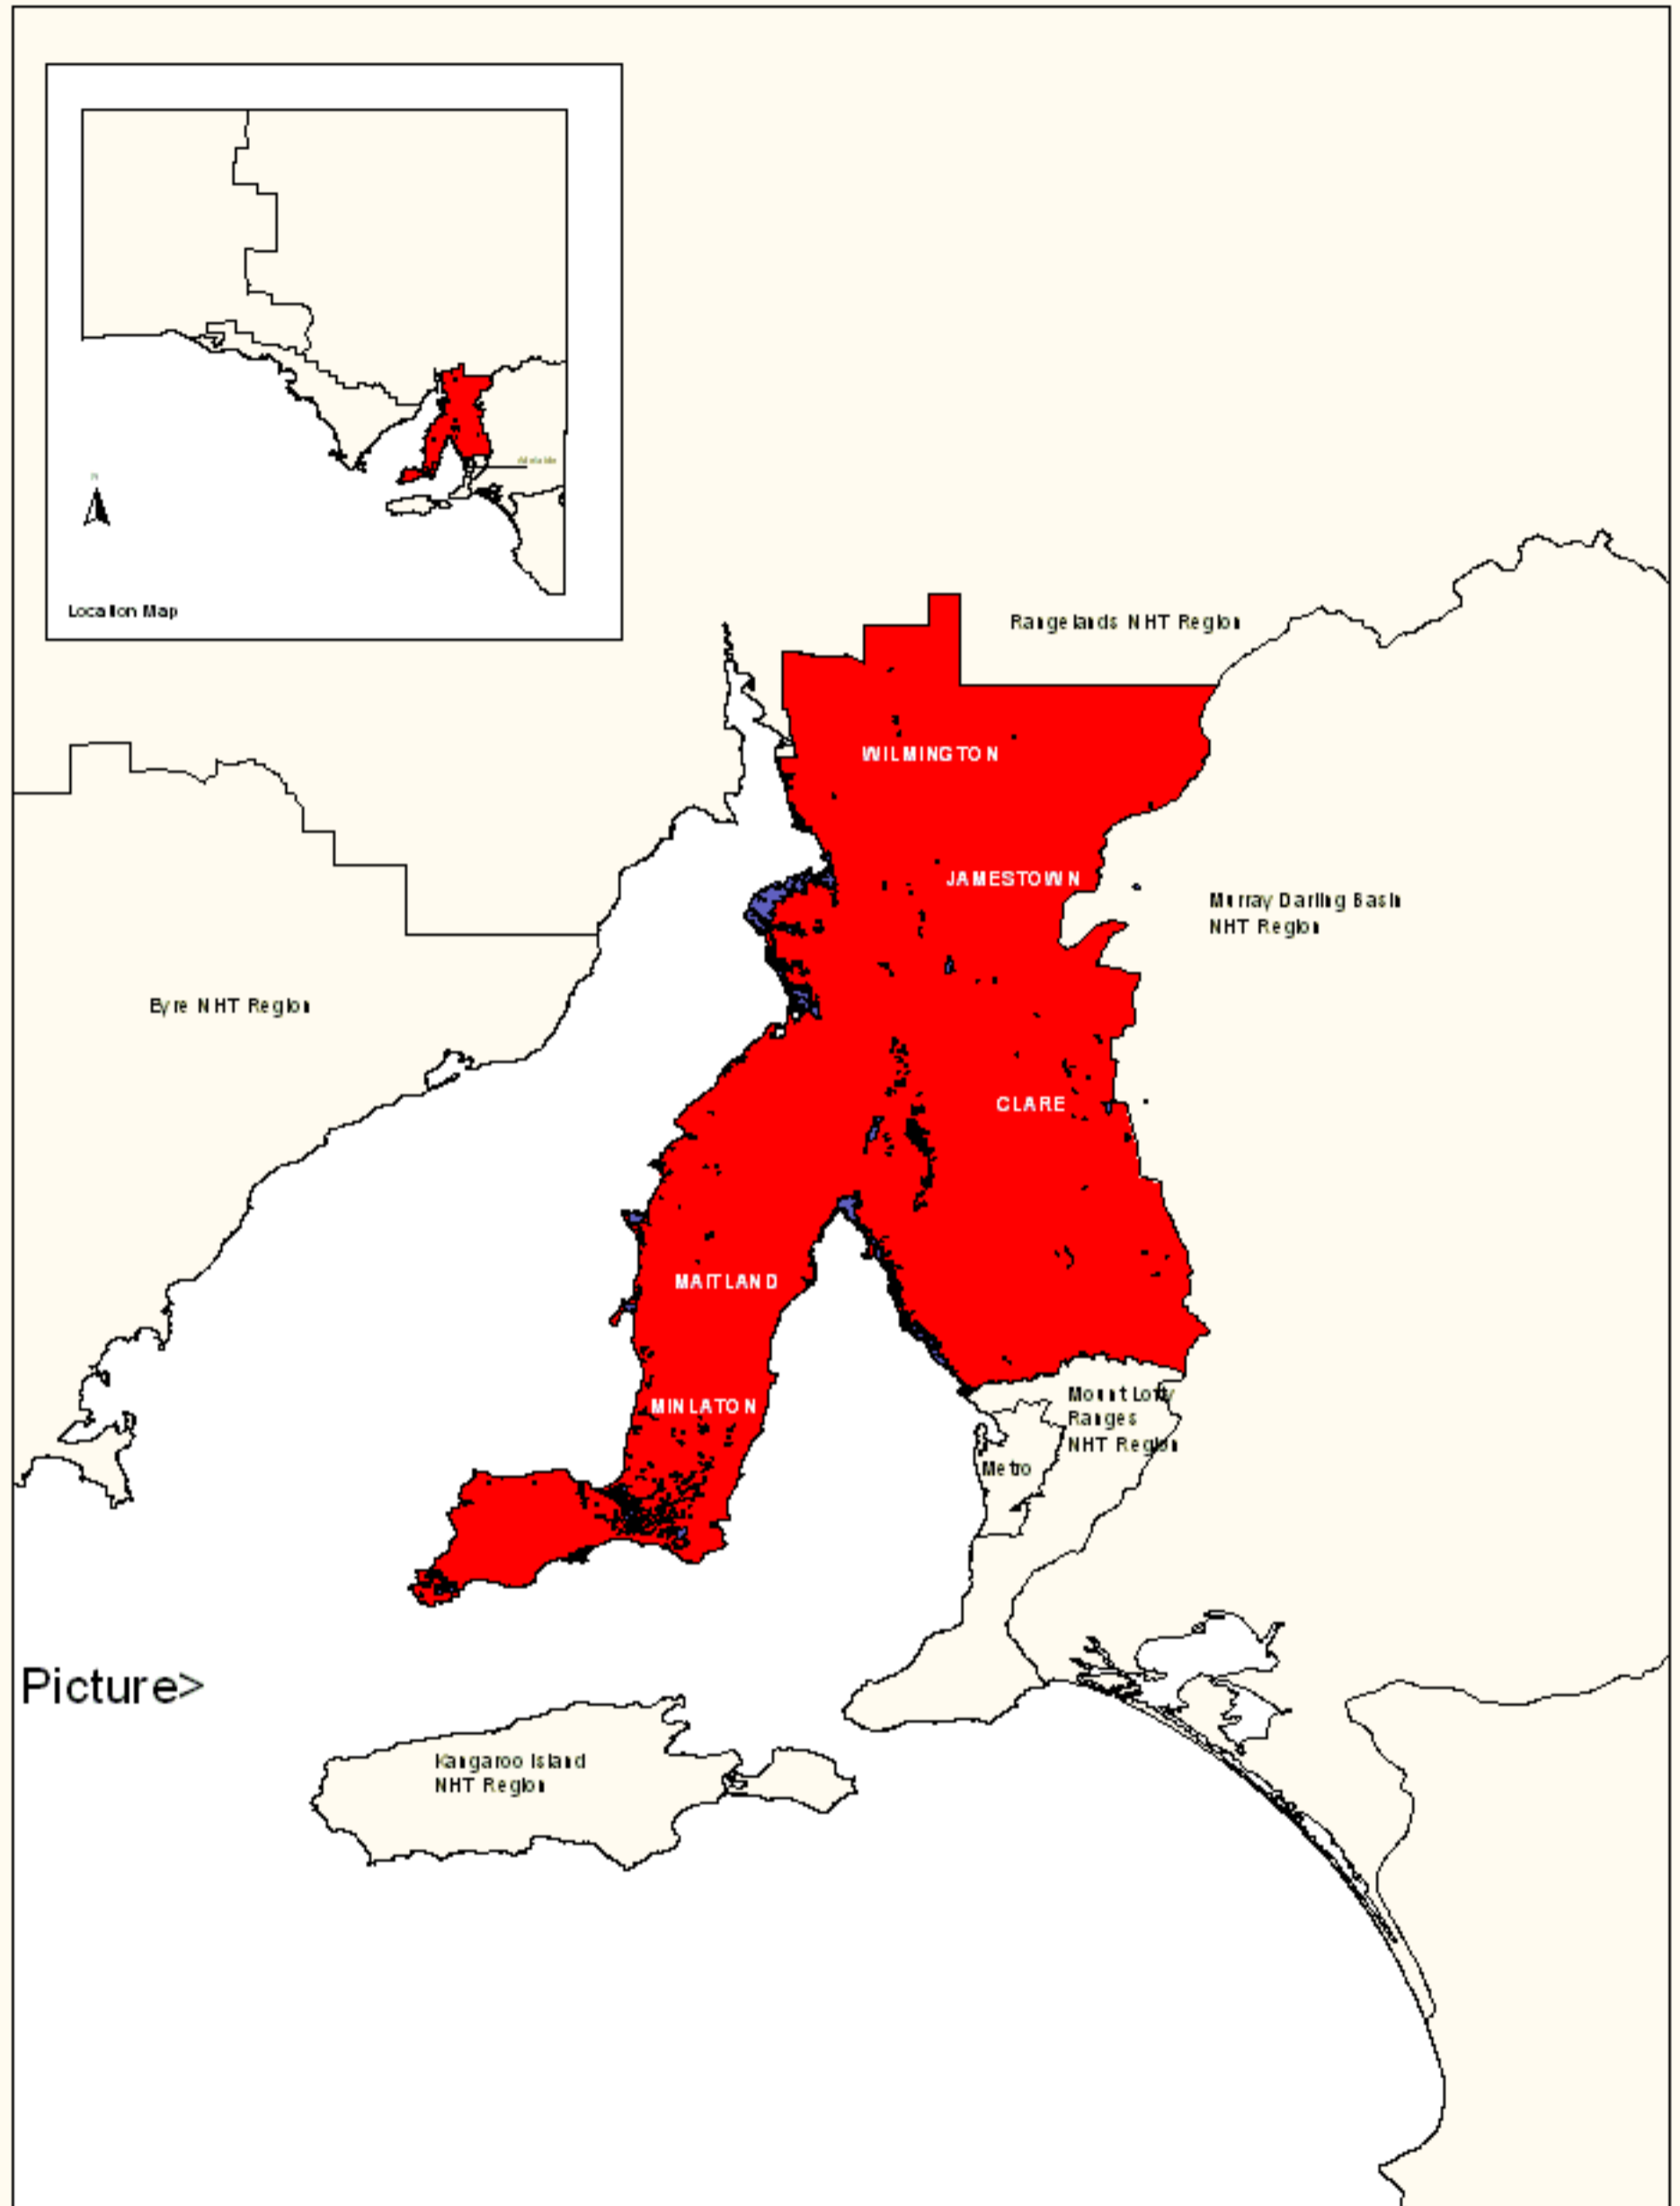 N
Adelaide
Location Map
Rangelands NHT Region
WILMINGTON
JAMESTOWN
Murray Darling Basin
NHT Region
Eyre NHT Region
CLARE
MAITLAND
MINLATON
Mount Lofty
Ranges
NHT Region
Metro
Picture>
Kangaroo Island
NHT Region